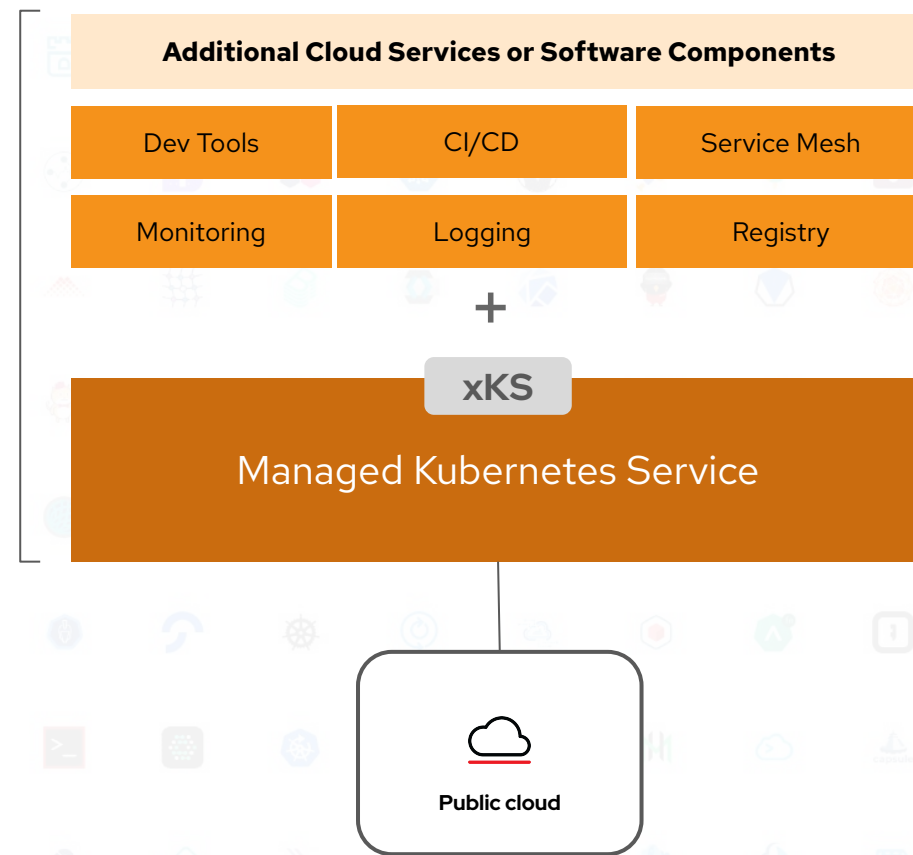 Additional Cloud Services or Software Components
Dev Tools
CI/CD
Service Mesh
Monitoring
Logging
Registry
+
xKS
Managed Kubernetes Service
Public cloud